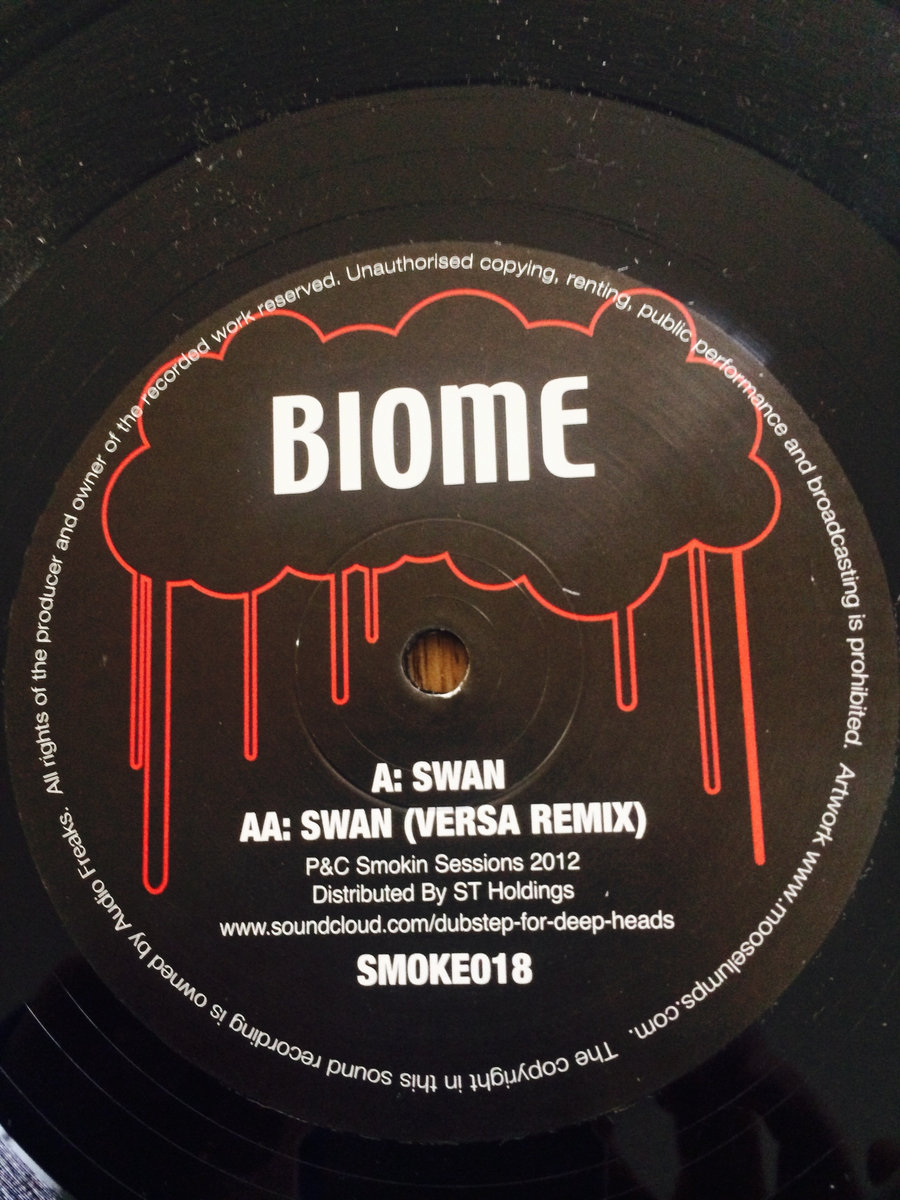 BIOME
A: SWAN
AA: SWAN (VERSA REMIX)
P&C Smokin Sessions 2012
Distributed By ST Holdings
www.soundcloud.com/dubstep-for-deep-heads
SMOKE018
All rights of the producer and owner of the recorded work reserved. Unauthorised copying, renting, public performance and broadcasting is prohibited. Artwork www.mooselumps.com. The copyright in this sound recording is owned by Audio Freaks.